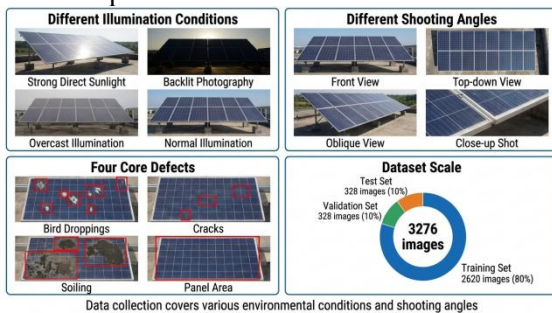 Different Illumination Conditions
Strong Direct Sunlight
Backlit Photography
Overcast Illumination
Normal Illumination
Different Shooting Angles
Front View
Top-down View
Oblique View
Close-up Shot
Four Core Defects
Bird Droppings
Cracks
Soiling
Panel Area
Dataset Scale
Test Set
328 images (10%)
Validation Set
328 images (10%)
3276
images
Training Set
2620 images (80%)
Data collection covers various environmental conditions and shooting angles